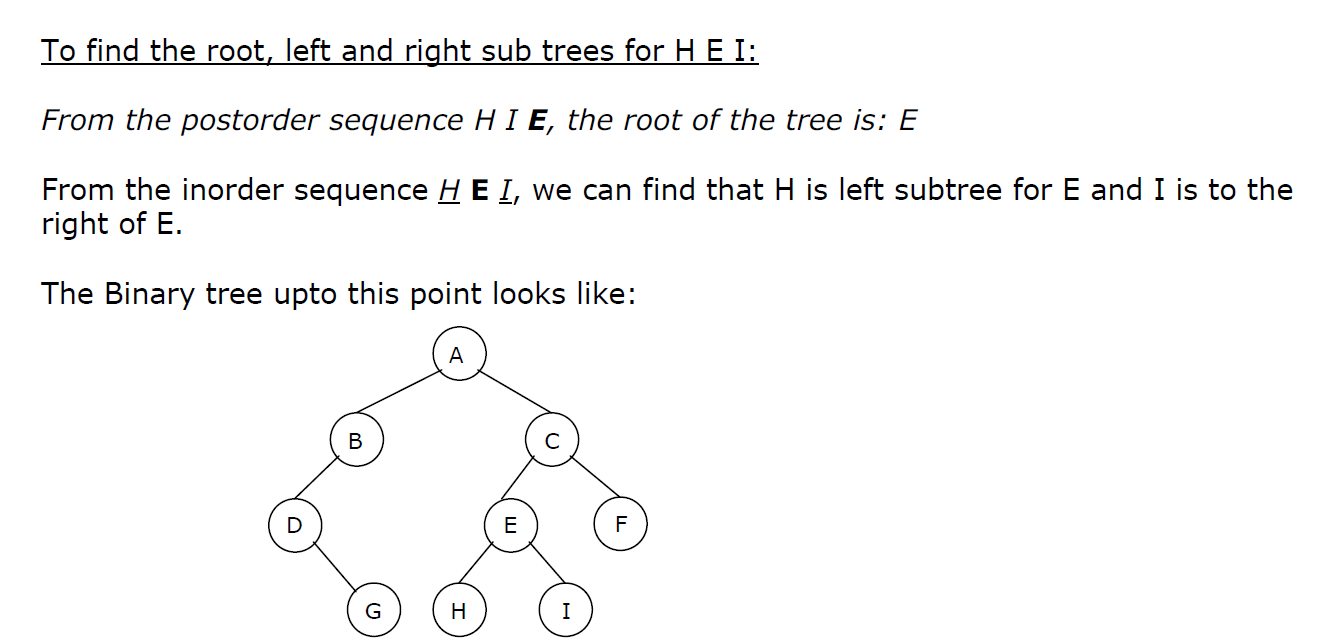 To find the root, left and right sub trees for H E I:
From the postorder sequence H I E, the root of the tree is: E
From the inorder sequence H E I, we can find that H is left subtree for E and I is to the
right of E.
The Binary tree upto this point looks like:
A
B C
D E F
G H I